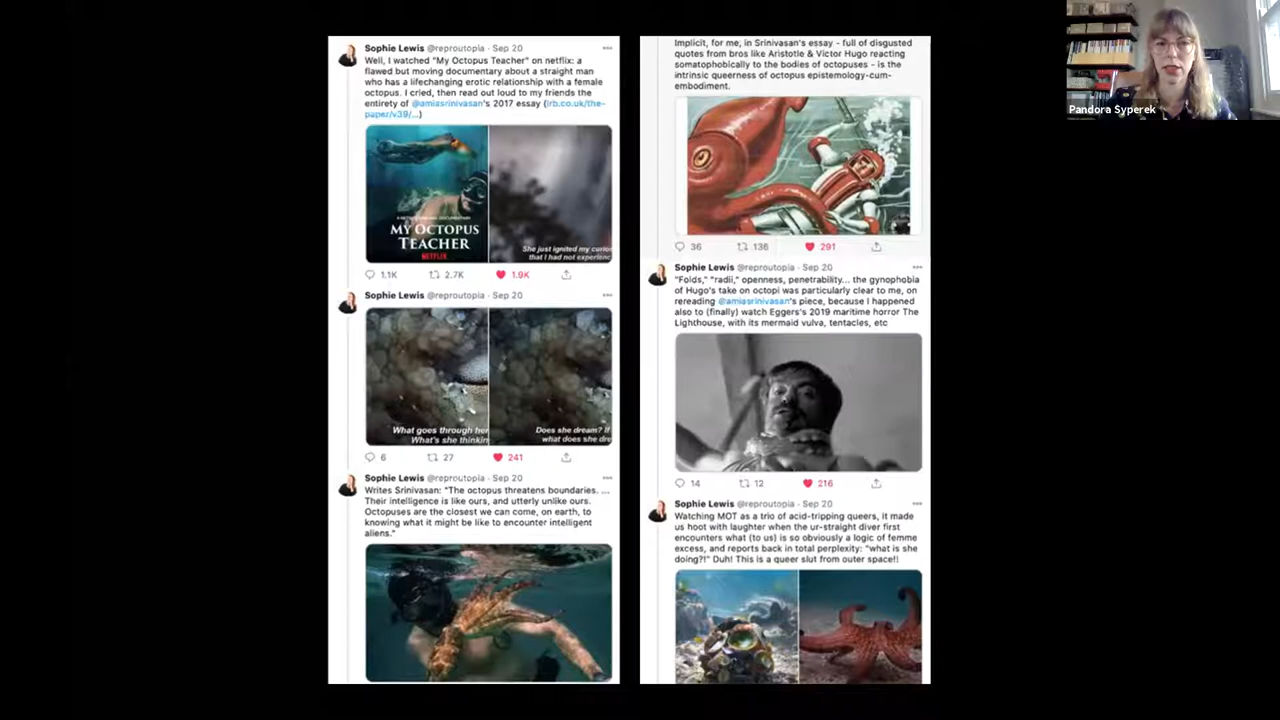 Sophie Lewis @reproutopia · Sep 20
Well, I watched "My Octopus Teacher" on netflix: a
flawed but moving documentary about a straight man
who has a lifechanging erotic relationship with a female
octopus. I cried, then read out loud to my friends the
entirety of @amiasrinivasan's 2017 essay (lrb.co.uk/the-
paper/v39/...)
MY OCTOPUS
TEACHER
NETFLIX
She just ignited my curio
that I had not experienc
1.1K 2.7K 1.9K
Sophie Lewis @reproutopia · Sep 20
What goes through her
What's she thinkin
Does she dream? If
what does she dre
6 27 241
Sophie Lewis @reproutopia · Sep 20
Writes Srinivasan: "The octopus threatens boundaries. ...
Their intelligence is like ours, and utterly unlike ours.
Octopuses are the closest we can come, on earth, to
knowing what it might be like to encounter intelligent
aliens."
Implicit, for me, in Srinivasan's essay - full of disgusted
quotes from bros like Aristotle & Victor Hugo reacting
somatophobically to the bodies of octopuses - is the
intrinsic queerness of octopus epistemology-cum-
embodiment.
36 136 291
Sophie Lewis @reproutopia · Sep 20
"Folds," "radii," openness, penetrability... the gynophobia
of Hugo's take on octopi was particularly clear to me, on
rereading @amiasrinivasan's piece, because I happened
also to (finally) watch Eggers's 2019 maritime horror The
Lighthouse, with its mermaid vulva, tentacles, etc
14 12 216
Sophie Lewis @reproutopia · Sep 20
Watching MOT as a trio of acid-tripping queers, it made
us hoot with laughter when the ur-straight diver first
encounters what (to us) is so obviously a logic of femme
excess, and reports back in total perplexity: "what is she
doing?!" Duh! This is a queer slut from outer space!!
Pandora Syperek